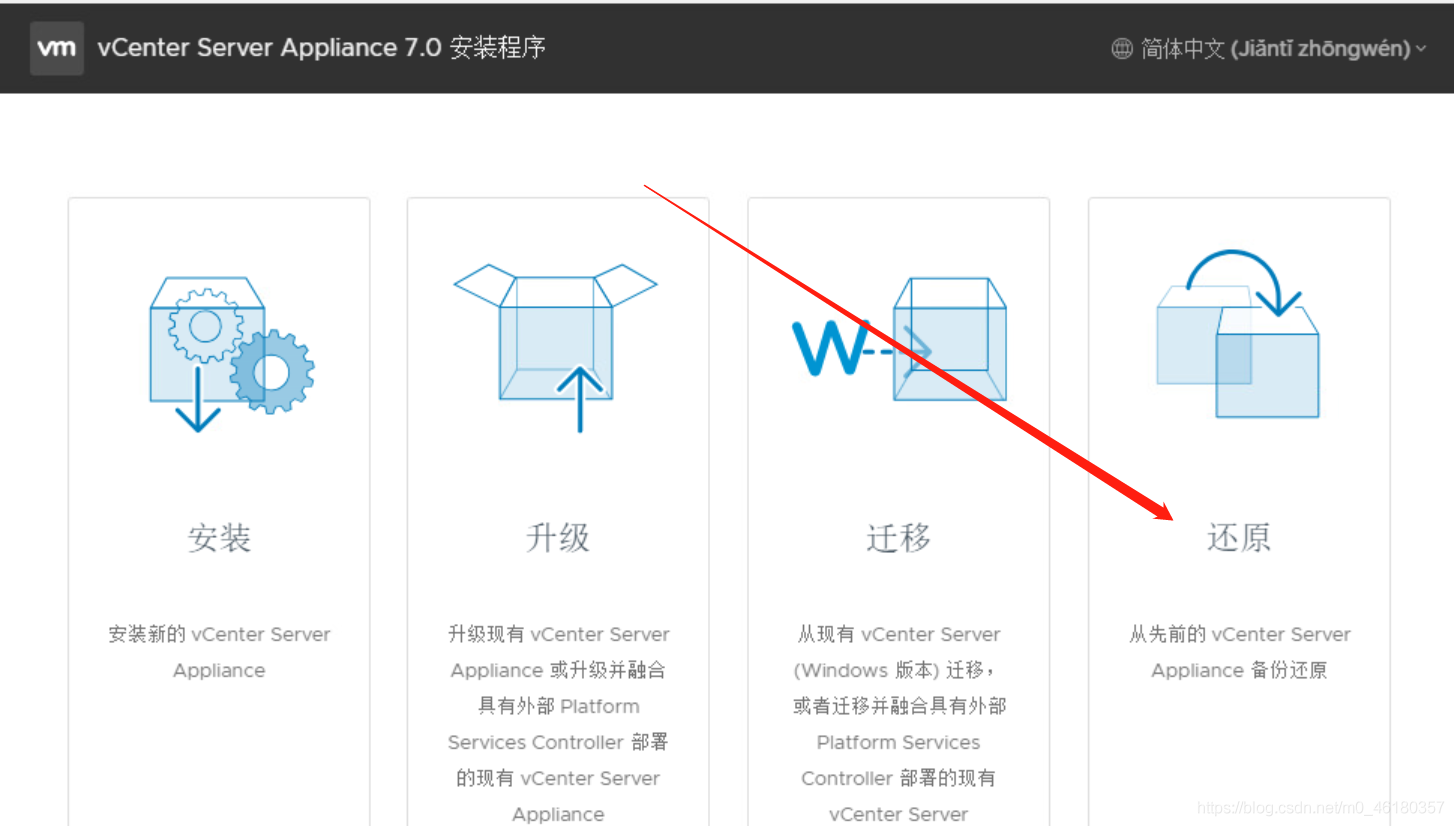 vm vCenter Server Appliance 7.0 安装程序
简体中文 (Jiǎntǐ zhōngwén)
安装
安装新的 vCenter Server
Appliance
升级
升级现有 vCenter Server
Appliance 或升级并融合
具有外部 Platform
Services Controller 部署
的现有 vCenter Server
Appliance
迁移
从现有 vCenter Server
(Windows 版本) 迁移，
或者迁移并融合具有外部
Platform Services
Controller 部署的现有
vCenter Server
还原
从先前的 vCenter Server
Appliance 备份还原
https://blog.csdn.net/m0_46180357